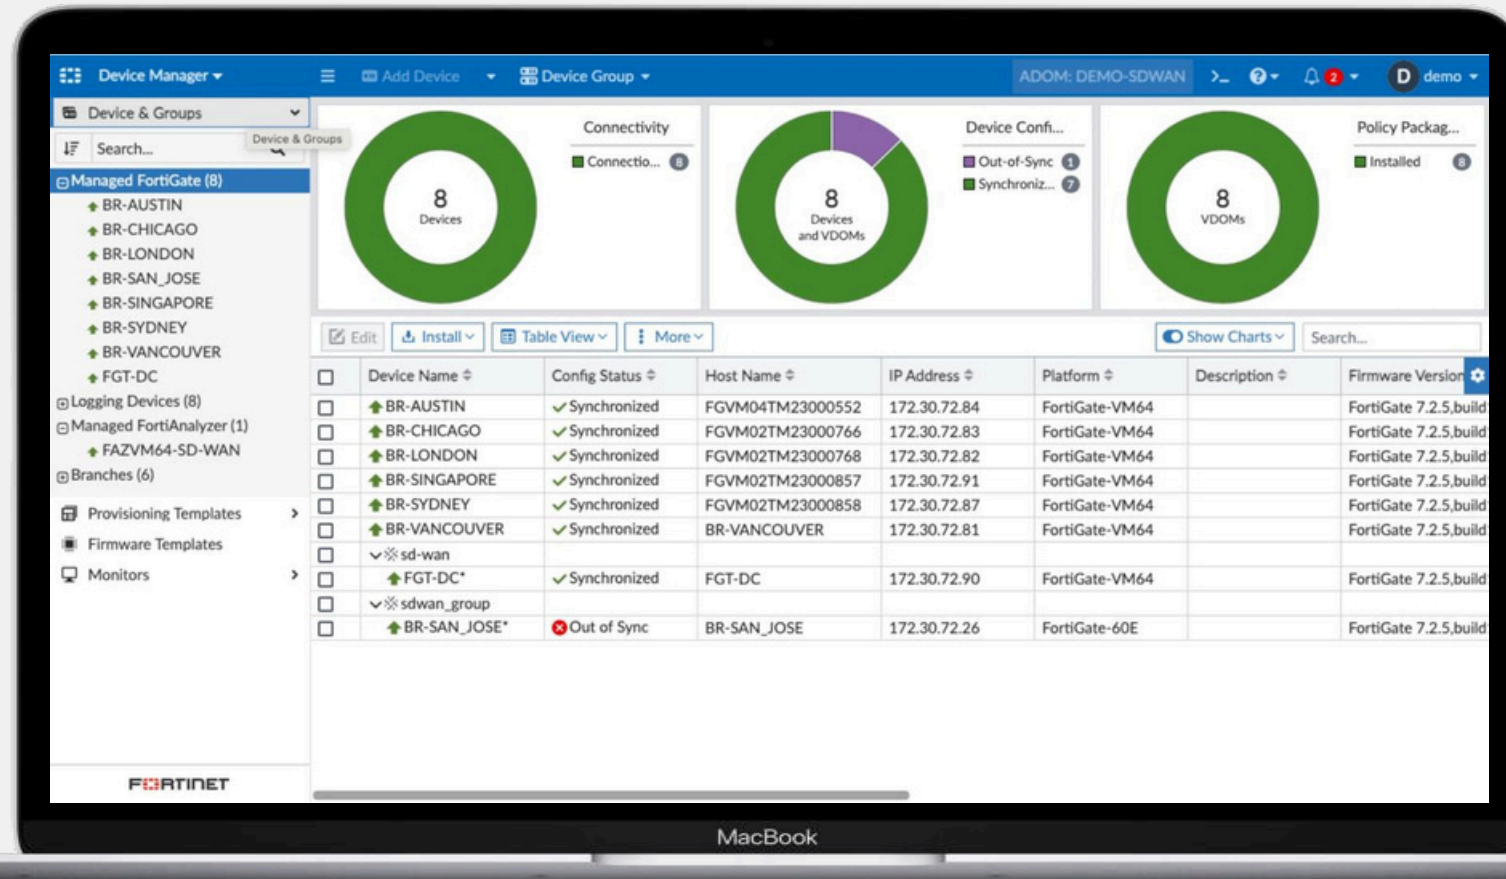 Device Manager
Add Device
Device Group
ADOM: DEMO-SDWAN
>_
?
2
D
demo
Device & Groups
Device & Groups
Search...
Managed FortiGate (8)
BR-AUSTIN
BR-CHICAGO
BR-LONDON
BR-SAN_JOSE
BR-SINGAPORE
BR-SYDNEY
BR-VANCOUVER
FGT-DC
Logging Devices (8)
Managed FortiAnalyzer (1)
FAZVM64-SD-WAN
Branches (6)
Provisioning Templates
Firmware Templates
Monitors
FORTINET
8
Devices
Connectivity
Connectio... 8
8
Devices
and VDOMs
Device Confi...
Out-of-Sync 1
Synchroniz... 7
8
VDOMs
Policy Packag...
Installed 8
Edit Install Table View More Show Charts Search...
Device Name Config Status Host Name IP Address Platform Description Firmware Version
BR-AUSTIN Synchronized FGVM04TM23000552 172.30.72.84 FortiGate-VM64 FortiGate 7.2.5,build
BR-CHICAGO Synchronized FGVM02TM23000766 172.30.72.83 FortiGate-VM64 FortiGate 7.2.5,build
BR-LONDON Synchronized FGVM02TM23000768 172.30.72.82 FortiGate-VM64 FortiGate 7.2.5,build
BR-SINGAPORE Synchronized FGVM02TM23000857 172.30.72.91 FortiGate-VM64 FortiGate 7.2.5,build
BR-SYDNEY Synchronized FGVM02TM23000858 172.30.72.87 FortiGate-VM64 FortiGate 7.2.5,build
BR-VANCOUVER Synchronized BR-VANCOUVER 172.30.72.81 FortiGate-VM64 FortiGate 7.2.5,build
sd-wan
FGT-DC* Synchronized FGT-DC 172.30.72.90 FortiGate-VM64 FortiGate 7.2.5,build
sdwan_group
BR-SAN_JOSE* Out of Sync BR-SAN_JOSE 172.30.72.26 FortiGate-60E FortiGate 7.2.5,build
MacBook